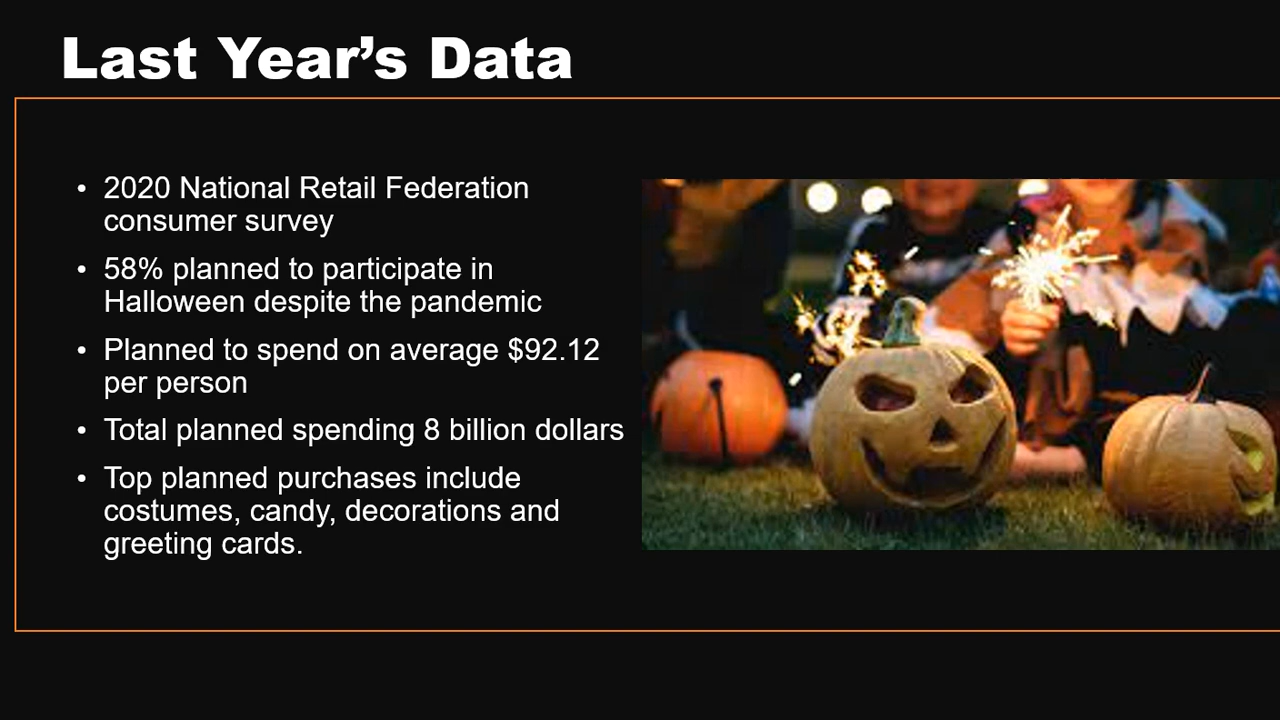 Last Year’s Data
• 2020 National Retail Federation
consumer survey
• 58% planned to participate in
Halloween despite the pandemic
• Planned to spend on average $92.12
per person
• Total planned spending 8 billion dollars
• Top planned purchases include
costumes, candy, decorations and
greeting cards.